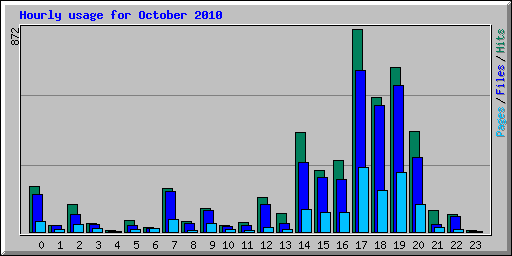 Hourly usage for October 2010
872
Pages/Files/Hits
0 1 2 3 4 5 6 7 8 9 10 11 12 13 14 15 16 17 18 19 20 21 22 23